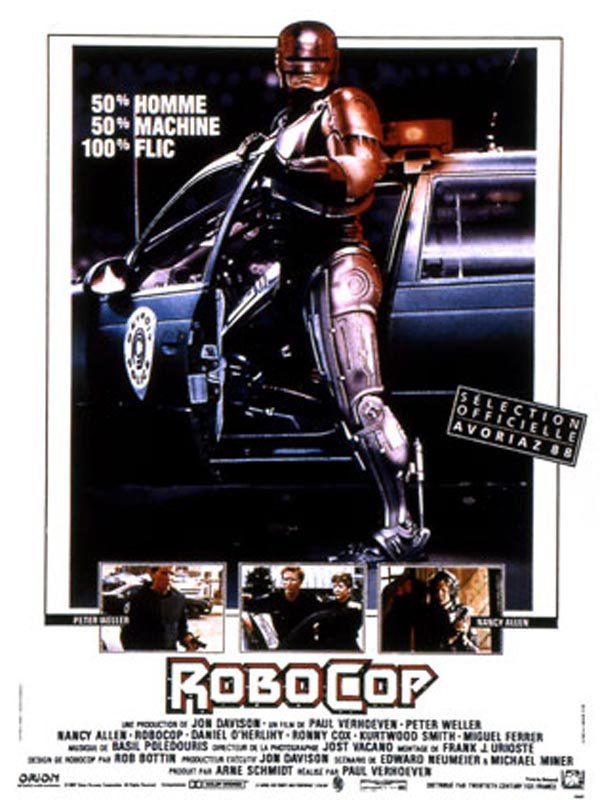 50% HOMME
50% MACHINE
100% FLIC
SÉLECTION
OFFICIELLE
AVORIAZ 88
PETER WELLER
NANCY ALLEN
ROBOCOP
UNE PRODUCTION DE JON DAVISON · UN FILM DE PAUL VERHOEVEN · PETER WELLER
NANCY ALLEN · ROBOCOP · DANIEL O'HERLIHY · RONNY COX · KURTWOOD SMITH · MIGUEL FERRER
MUSIQUE DE BASIL POLEDOURIS DIRECTEUR DE LA PHOTOGRAPHIE JOST VACANO MONTAGE DE FRANK J. URIOSTE
DESIGN DE ROBOCOP PAR ROB BOTTIN PRODUCTEUR EXÉCUTIF JON DAVISON · SCÉNARIO DE EDWARD NEUMEIER & MICHAEL MINER
PRODUIT PAR ARNE SCHMIDT RÉALISÉ PAR PAUL VERHOEVEN
ORION
DOLBY STEREO
DISTRIBUÉ PAR TWENTIETH CENTURY FOX FRANCE